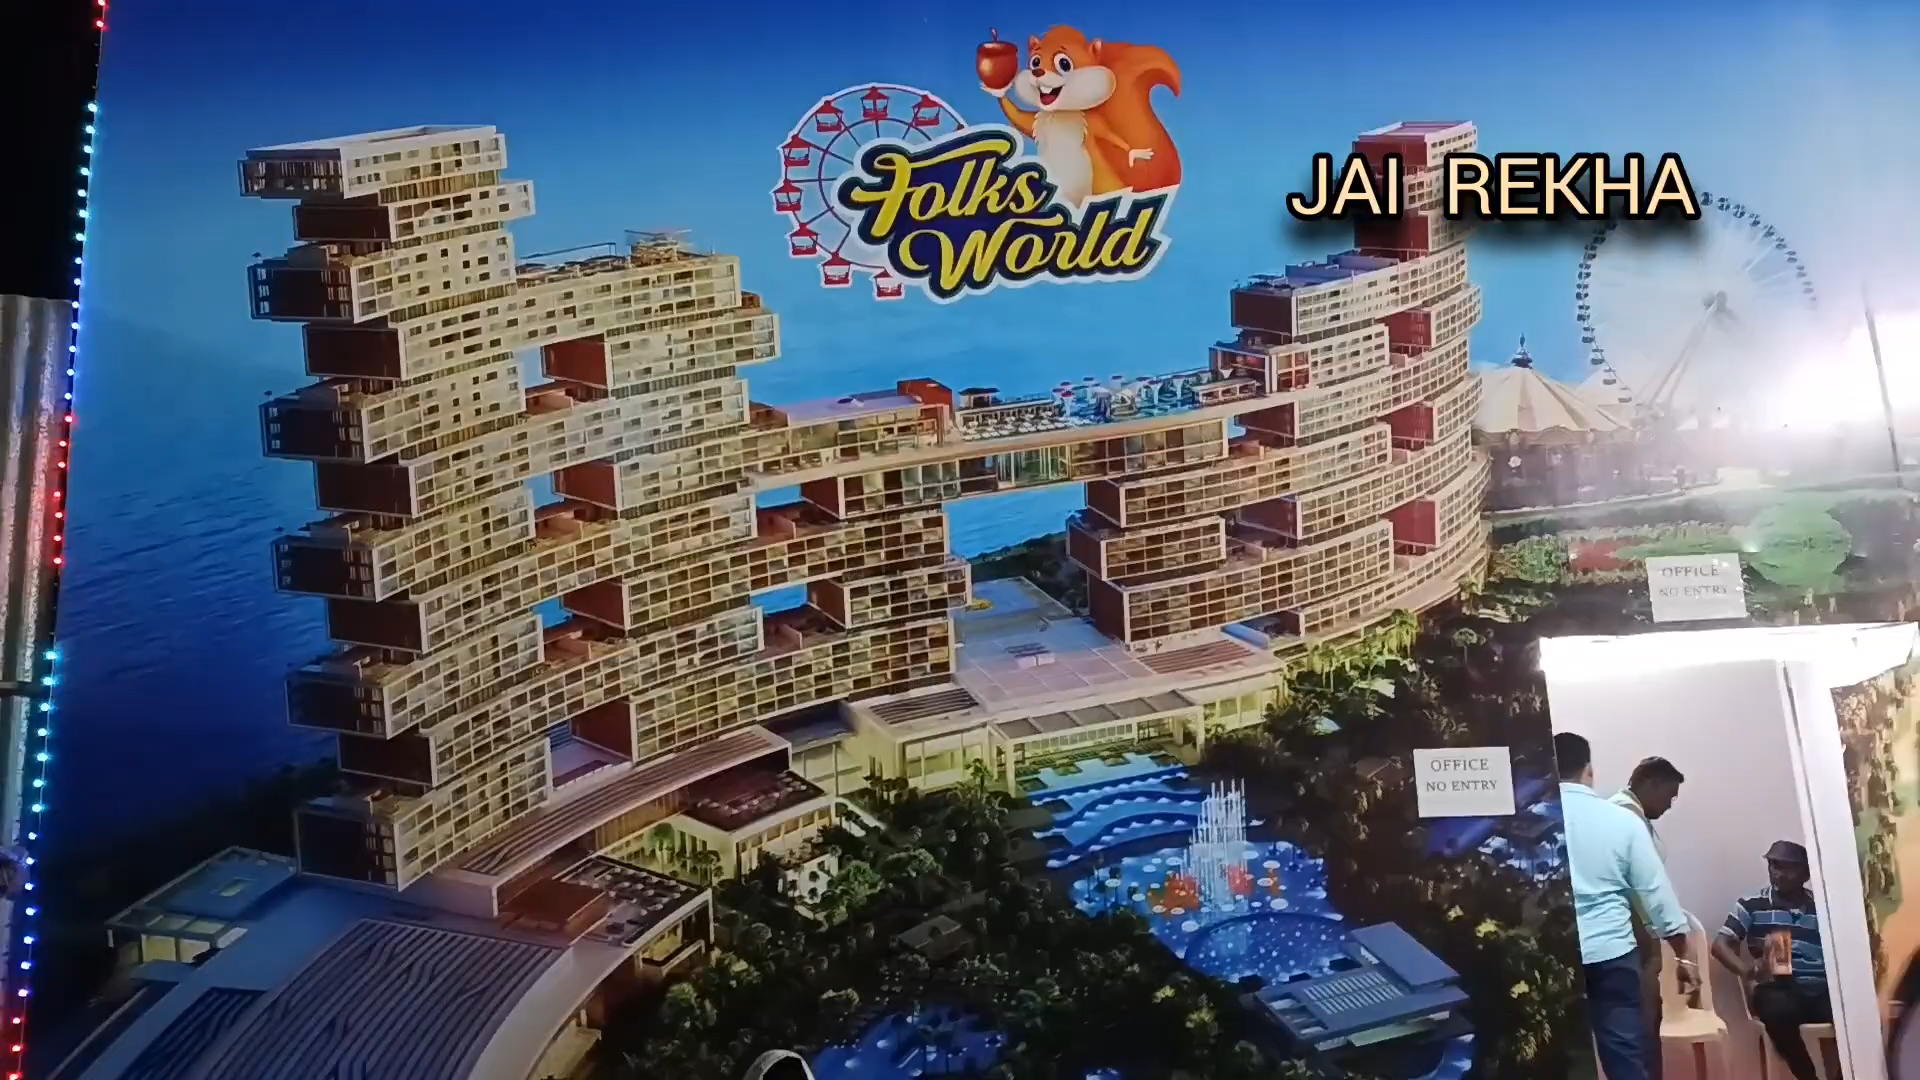 Folks
World
JAI REKHA
OFFICE
NO ENTRY
OFFICE
NO ENTRY